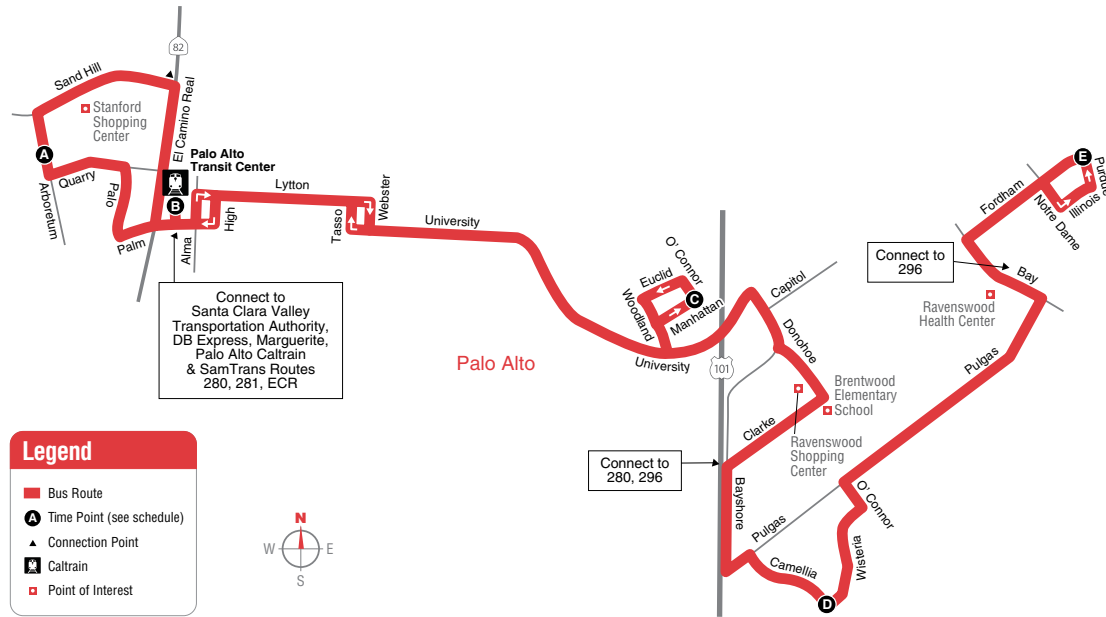 82
Sand Hill
El Camino Real
Stanford
Shopping
Center
A
Palo Alto
Transit Center
Quarry
Palo
Arboretum
B
Palm
Alma
High
Lytton
Tasso
Webster
University
Connect to
Santa Clara Valley
Transportation Authority,
DB Express, Marguerite,
Palo Alto Caltrain
& SamTrans Routes
280, 281, ECR
Palo Alto
O' Connor
Euclid
Woodland
C
Manhattan
University
101
Capitol
Donohoe
Brentwood
Elementary
School
Clarke
Ravenswood
Shopping
Center
Connect to
280, 296
Bayshore
Pulgas
Camellia
D
Wisteria
O' Connor
Pulgas
Connect to
296
Bay
Ravenswood
Health Center
Fordham
E
Purdue
Illinois
Notre Dame
Legend
Bus Route
A Time Point (see schedule)
Connection Point
Caltrain
Point of Interest
N
W E
S